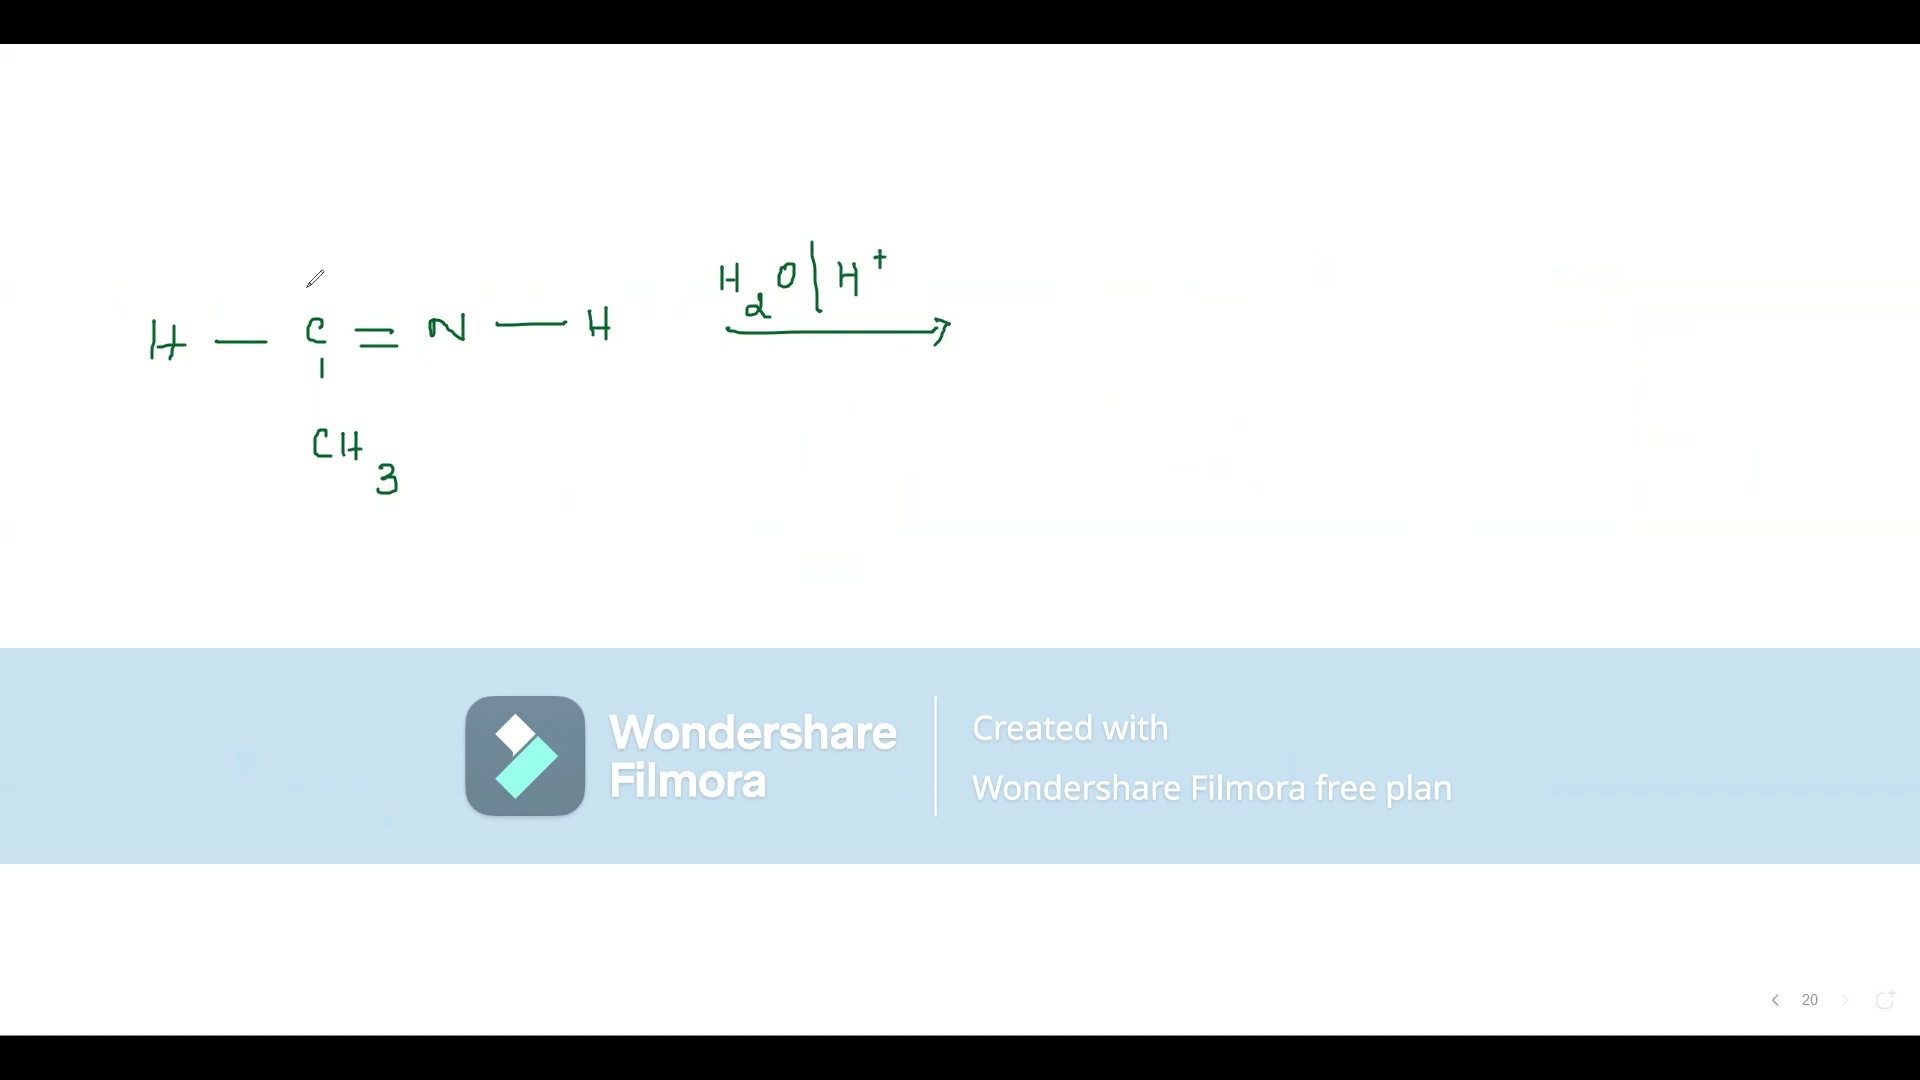 H₂O | H⁺
H — C = N — H
CH₃
Wondershare
Filmora
Created with
Wondershare Filmora free plan
20